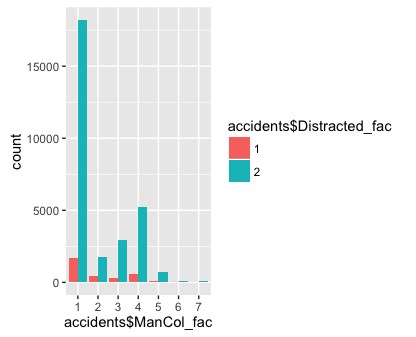 15000
10000
5000
0
count
1 2 3 4 5 6 7
accidents$ManCol_fac
accidents$Distracted_fac
1
2